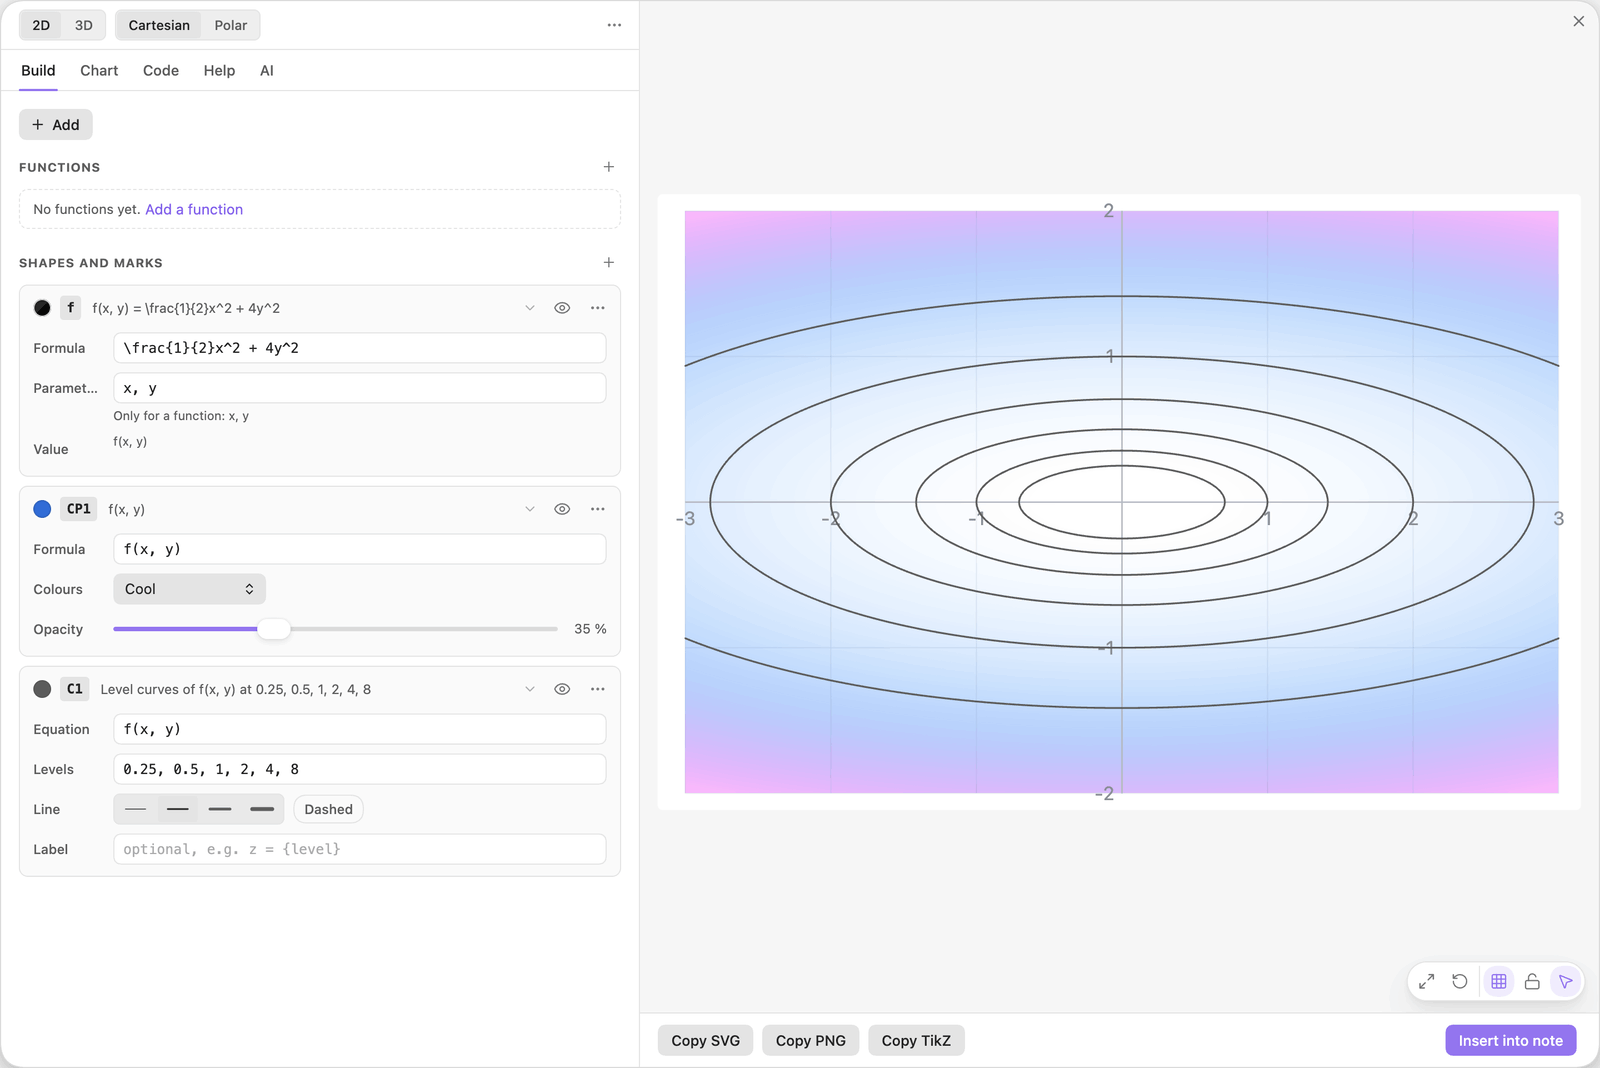 2D 3D Cartesian Polar
Build Chart Code Help AI
+ Add
FUNCTIONS
No functions yet. Add a function
SHAPES AND MARKS
f f(x, y) = \frac{1}{2}x^2 + 4y^2
Formula \frac{1}{2}x^2 + 4y^2
Paramet... x, y
Only for a function: x, y
Value f(x, y)
CP1 f(x, y)
Formula f(x, y)
Colours Cool
Opacity 35 %
C1 Level curves of f(x, y) at 0.25, 0.5, 1, 2, 4, 8
Equation f(x, y)
Levels 0.25, 0.5, 1, 2, 4, 8
Line Dashed
Label optional, e.g. z = {level}
2
1
-3 -2 -1 1 2 3
-1
-2
Copy SVG Copy PNG Copy TikZ Insert into note